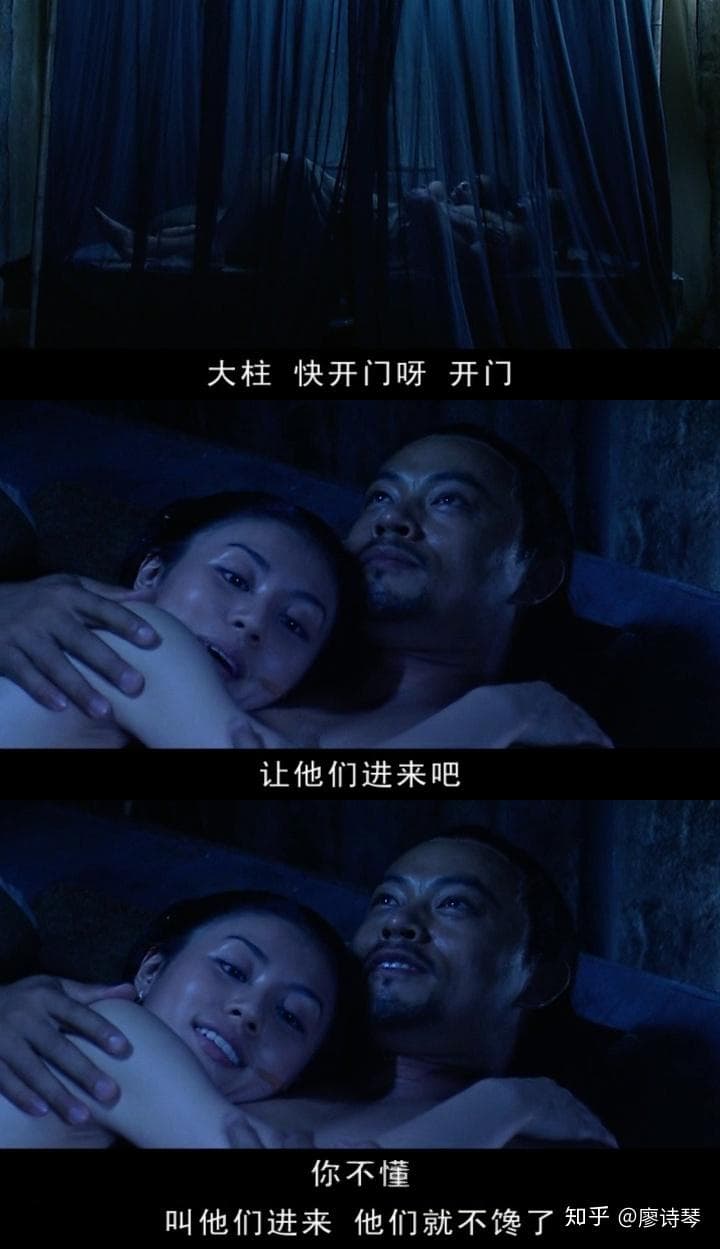 大柱 快开门呀 开门
让他们进来吧
你不懂
叫他们进来 他们就不馋了
知乎 @廖诗琴